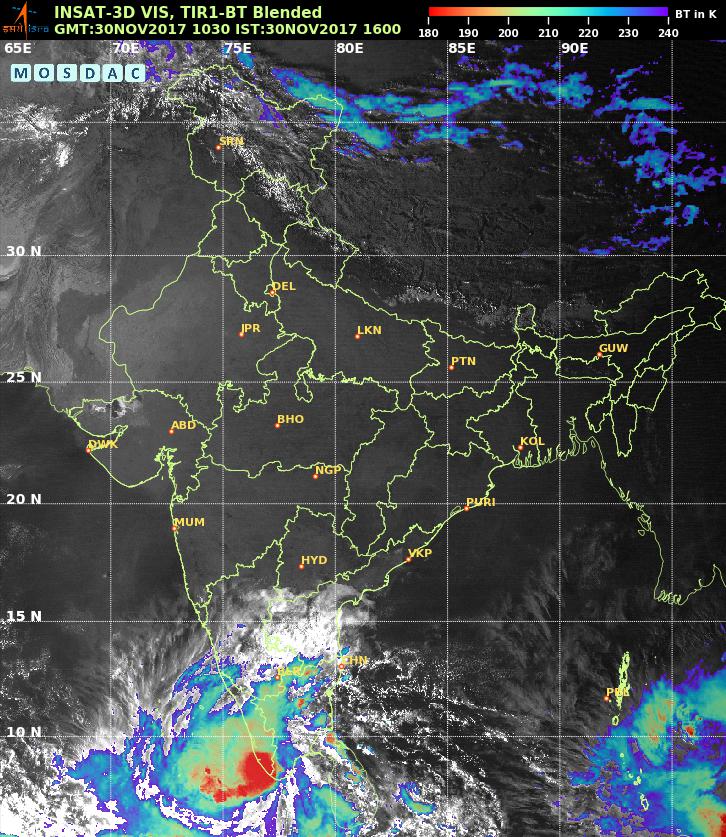 INSAT-3D VIS, TIR1-BT Blended
GMT:30NOV2017 1030 IST:30NOV2017 1600
BT in K
180 190 200 210 220 230 240
65E 70E 75E 80E 85E 90E
M O S D A C
SRN
30 N
DEL
JPR LKN
GUW
PTN
25 N
ABD BHO
DWK KOL
NGP
20 N PURI
MUM
VKP
HYD
15 N
CHN
10 N